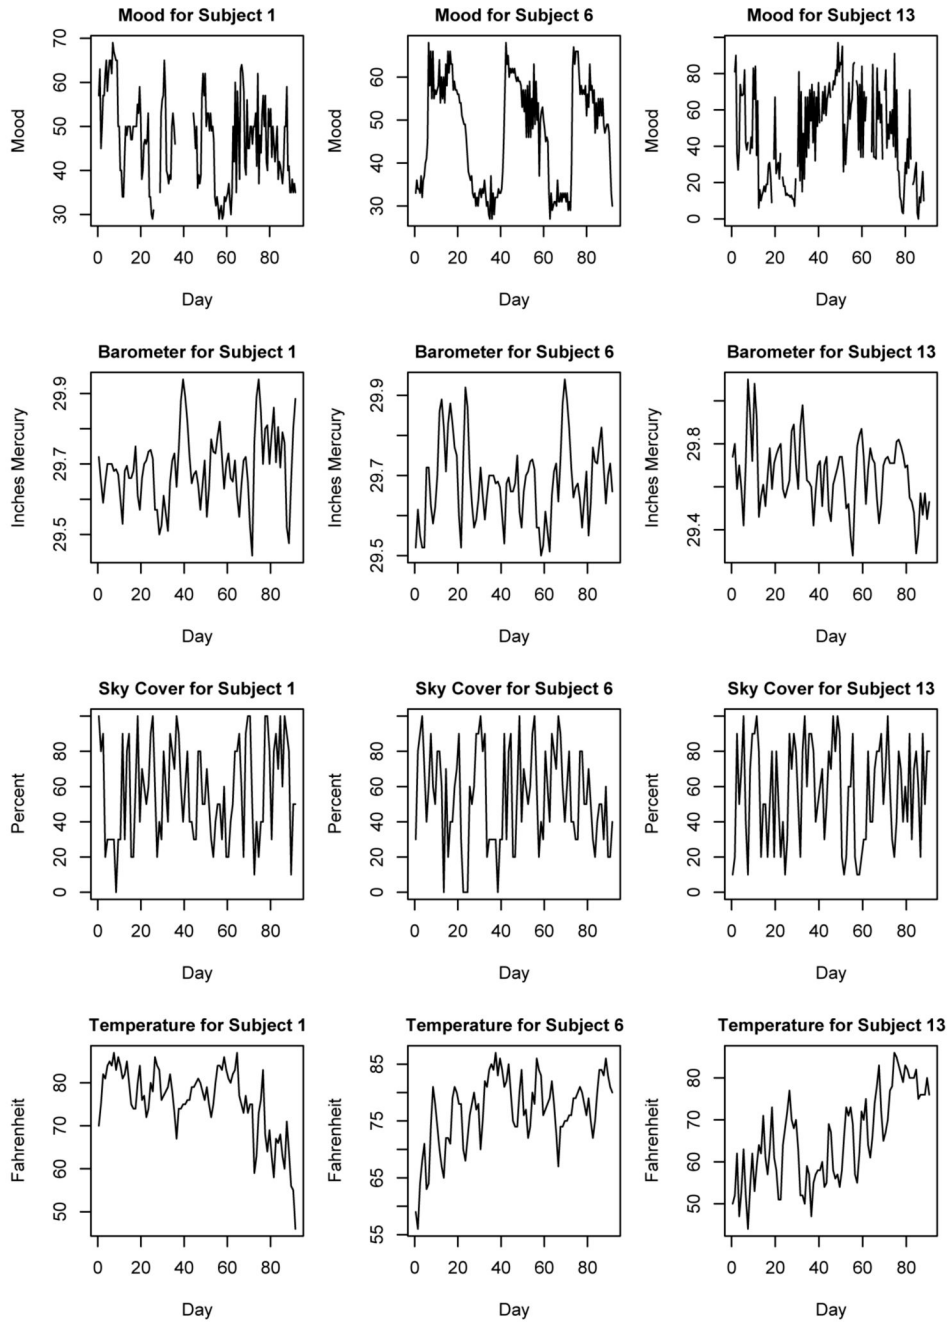 Mood for Subject 1
Mood
30 40 50 60 70
0 20 40 60 80
Day
Mood for Subject 6
Mood
30 40 50 60
0 20 40 60 80
Day
Mood for Subject 13
Mood
0 20 40 60 80
0 20 40 60 80
Day
Barometer for Subject 1
Inches Mercury
29.5 29.7 29.9
0 20 40 60 80
Day
Barometer for Subject 6
Inches Mercury
29.5 29.7 29.9
0 20 40 60 80
Day
Barometer for Subject 13
Inches Mercury
29.4 29.8
0 20 40 60 80
Day
Sky Cover for Subject 1
Percent
0 20 40 60 80
0 20 40 60 80
Day
Sky Cover for Subject 6
Percent
0 20 40 60 80
0 20 40 60 80
Day
Sky Cover for Subject 13
Percent
0 20 40 60 80
0 20 40 60 80
Day
Temperature for Subject 1
Fahrenheit
50 60 70 80
0 20 40 60 80
Day
Temperature for Subject 6
Fahrenheit
55 65 75 85
0 20 40 60 80
Day
Temperature for Subject 13
Fahrenheit
50 60 70 80
0 20 40 60 80
Day